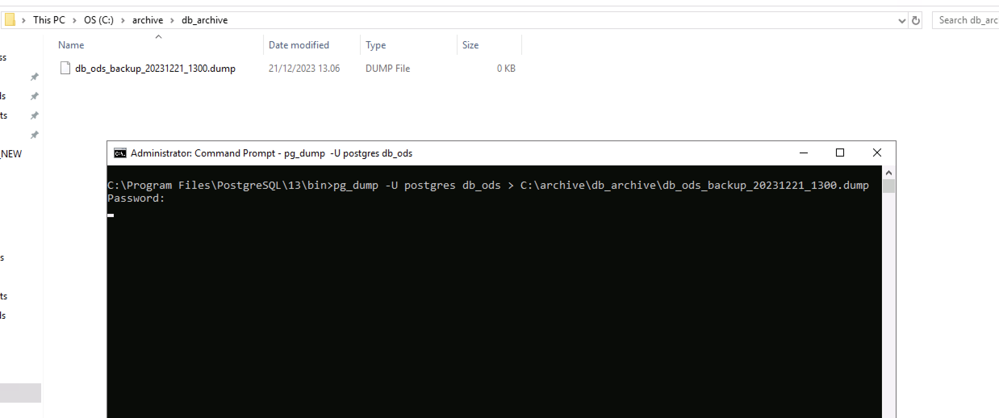 This PC > OS (C:) > archive > db_archive
Search db_arc
Name Date modified Type Size
ss
db_ods_backup_20231221_1300.dump 21/12/2023 13.06 DUMP File 0 KB
ls
ts
_NEW
Administrator: Command Prompt - pg_dump -U postgres db_ods
C:\Program Files\PostgreSQL\13\bin>pg_dump -U postgres db_ods > C:\archive\db_archive\db_ods_backup_20231221_1300.dump
Password:
s
ts
ls